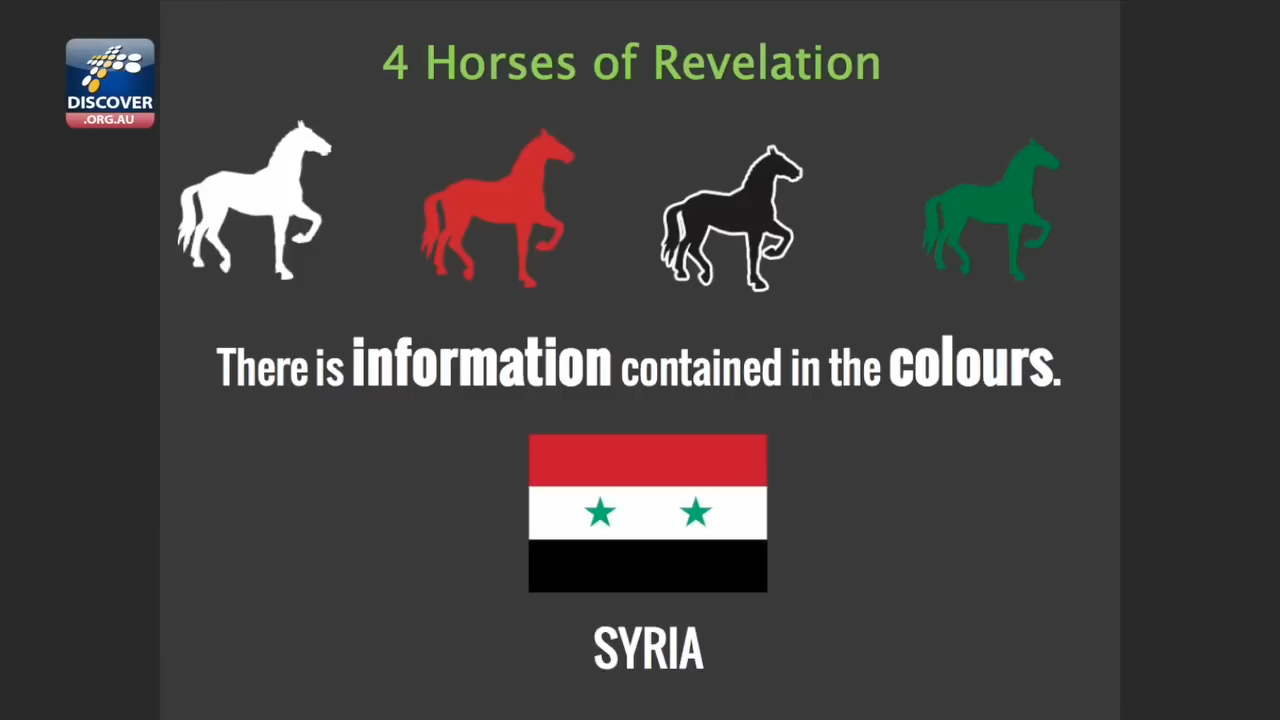 DISCOVER
.ORG.AU
4 Horses of Revelation
There is information contained in the colours.
SYRIA